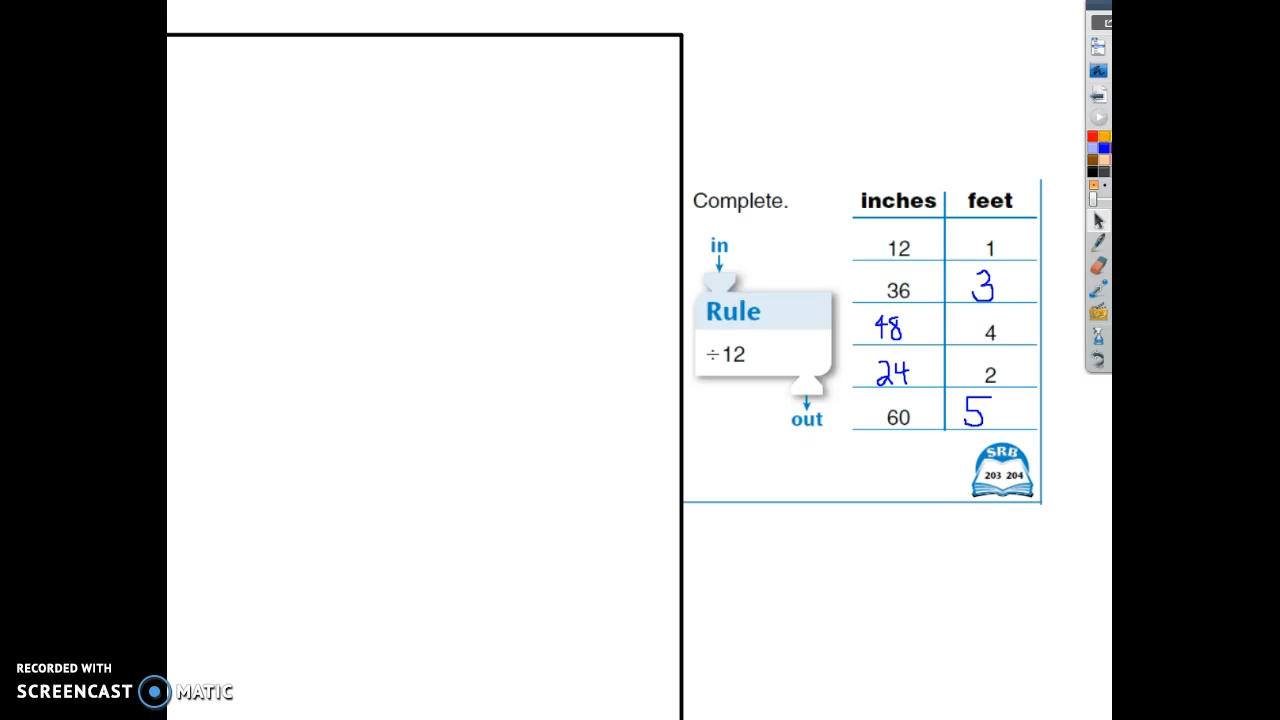 Complete.
inches feet
in
12 1
36 3
Rule
48 4
÷12
24 2
out
60 5
SRB
203 204
RECORDED WITH
SCREENCAST MATIC